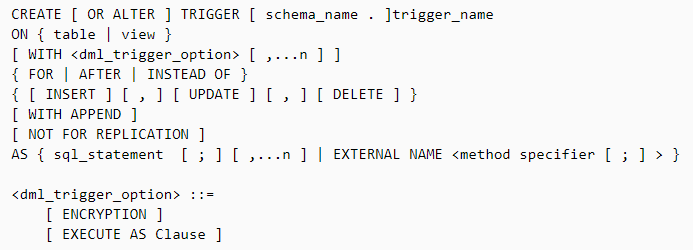 CREATE [ OR ALTER ] TRIGGER [ schema_name . ]trigger_name
ON { table | view }
[ WITH <dml_trigger_option> [ ,...n ] ]
{ FOR | AFTER | INSTEAD OF }
{ [ INSERT ] [ , ] [ UPDATE ] [ , ] [ DELETE ] }
[ WITH APPEND ]
[ NOT FOR REPLICATION ]
AS { sql_statement  [ ; ] [ ,...n ] | EXTERNAL NAME <method specifier [ ; ] > }

<dml_trigger_option> ::=
    [ ENCRYPTION ]
    [ EXECUTE AS Clause ]